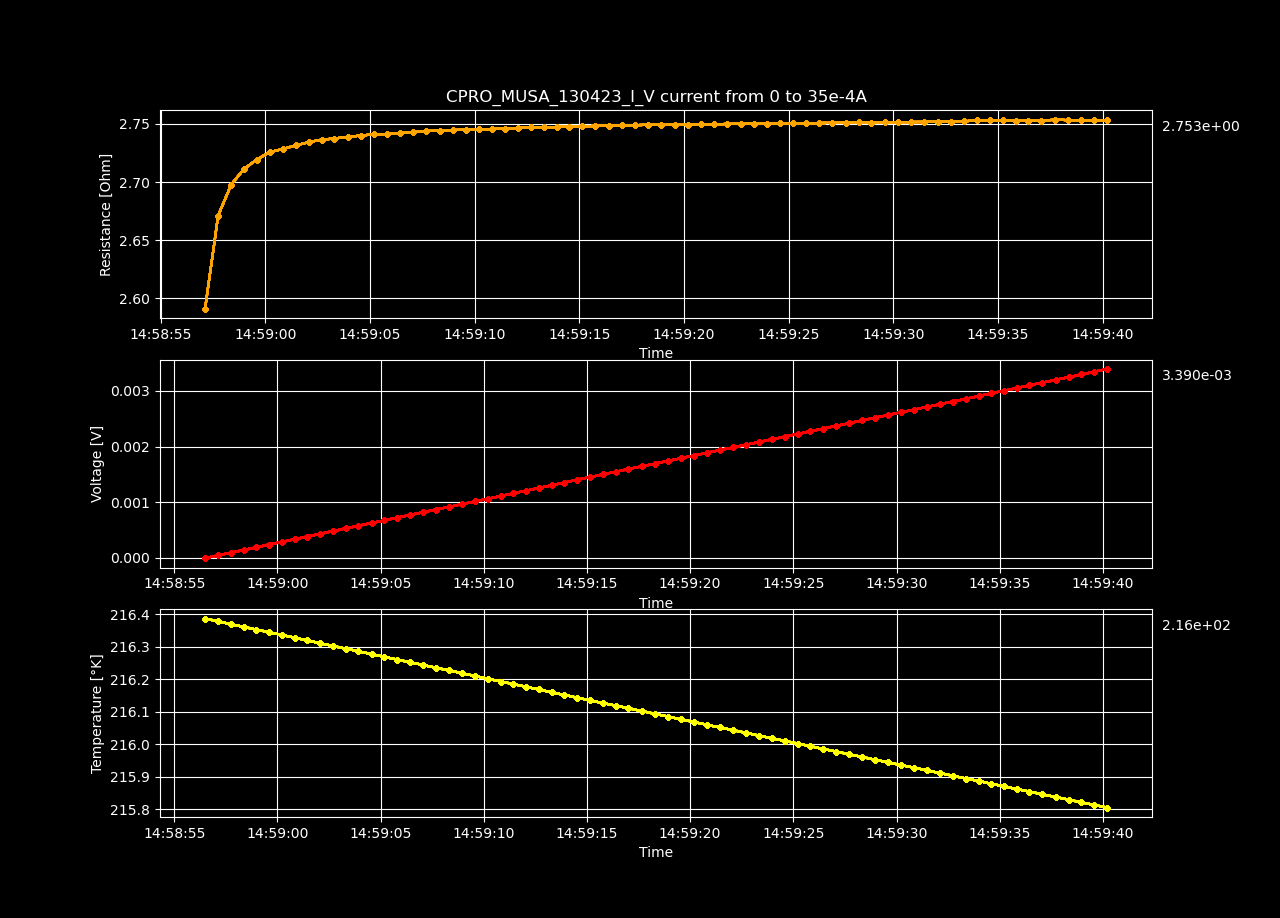 CPRO_MUSA_130423_I_V current from 0 to 35e-4A
2.75
2.70
2.65
2.60
Resistance [Ohm]
2.753e+00
14:58:55 14:59:00 14:59:05 14:59:10 14:59:15 14:59:20 14:59:25 14:59:30 14:59:35 14:59:40
Time
0.003
0.002
0.001
0.000
Voltage [V]
3.390e-03
14:58:55 14:59:00 14:59:05 14:59:10 14:59:15 14:59:20 14:59:25 14:59:30 14:59:35 14:59:40
Time
216.4
216.3
216.2
216.1
216.0
215.9
215.8
Temperature [°K]
2.16e+02
14:58:55 14:59:00 14:59:05 14:59:10 14:59:15 14:59:20 14:59:25 14:59:30 14:59:35 14:59:40
Time